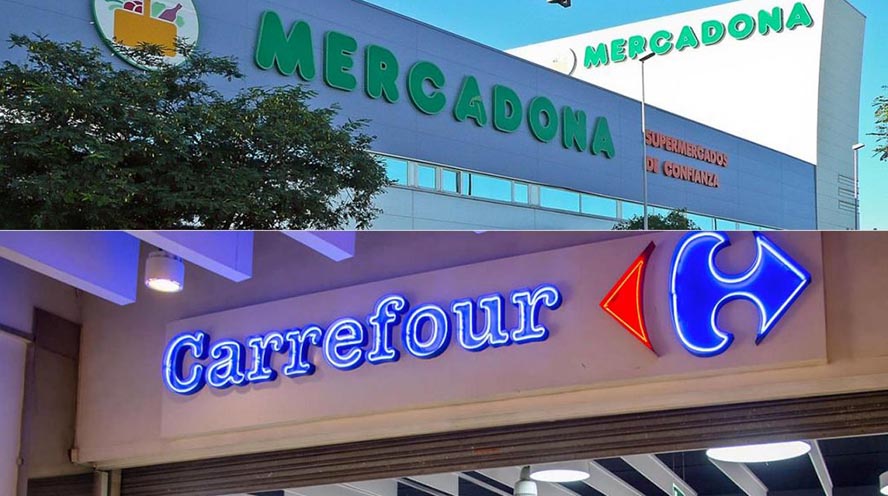 MERCADONA
MERCADONA
SUPERMERCADOS
DE CONFIANZA
Carrefour